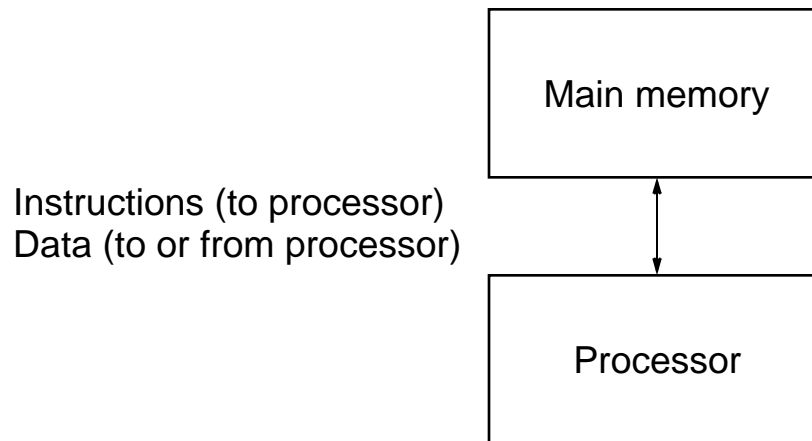 Main memory
Instructions (to processor)
Data (to or from processor)
Processor